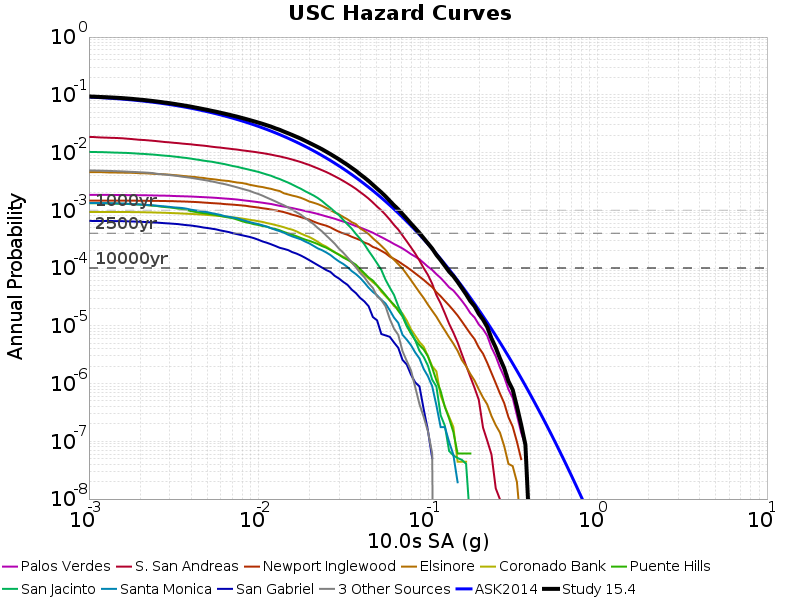 USC Hazard Curves
10^0
10^-1
10^-2
10^-3
10^-4
10^-5
10^-6
10^-7
10^-8
Annual Probability
1000yr
2500yr
10000yr
10^-3 10^-2 10^-1 10^0 10^1
10.0s SA (g)
Palos Verdes S. San Andreas Newport Inglewood Elsinore Coronado Bank Puente Hills
San Jacinto Santa Monica San Gabriel 3 Other Sources ASK2014 Study 15.4